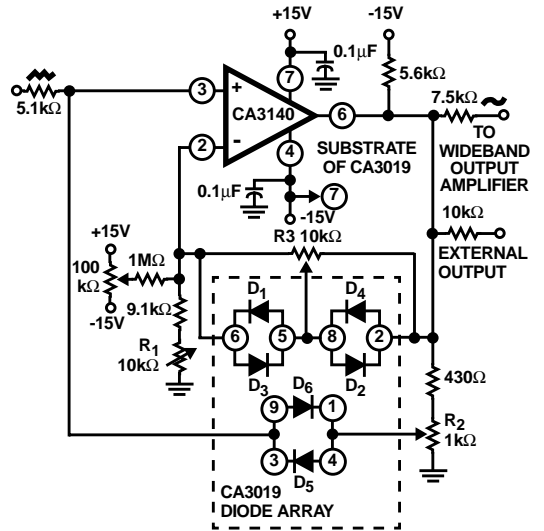 +15V
-15V
0.1µF
5.6kΩ
5.1kΩ
3
+
7
CA3140
6
7.5kΩ
2
-
4
SUBSTRATE
OF CA3019
TO
WIDEBAND
OUTPUT
AMPLIFIER
0.1µF
7
-15V
R3 10kΩ
10kΩ
EXTERNAL
OUTPUT
+15V
100
kΩ
1MΩ
-15V
9.1kΩ
D1
D4
6
5
8
2
D3
D2
R1
10kΩ
D6
9
1
430Ω
3
4
D5
R2
1kΩ
CA3019
DIODE ARRAY